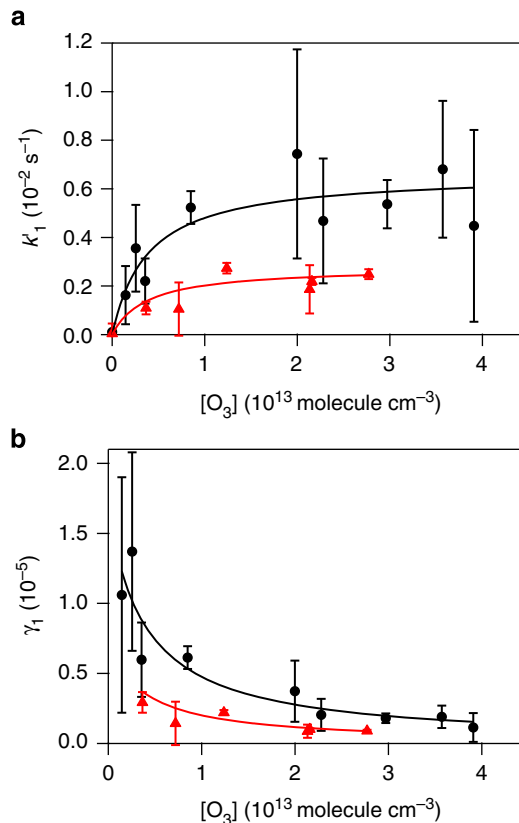 a
1.2
1.0
0.8
0.6
0.4
0.2
0.0
k′₁ (10⁻² s⁻¹)
0 1 2 3 4
[O₃] (10¹³ molecule cm⁻³)
b
2.0
1.5
1.0
0.5
0.0
γ₁ (10⁻⁵)
0 1 2 3 4
[O₃] (10¹³ molecule cm⁻³)